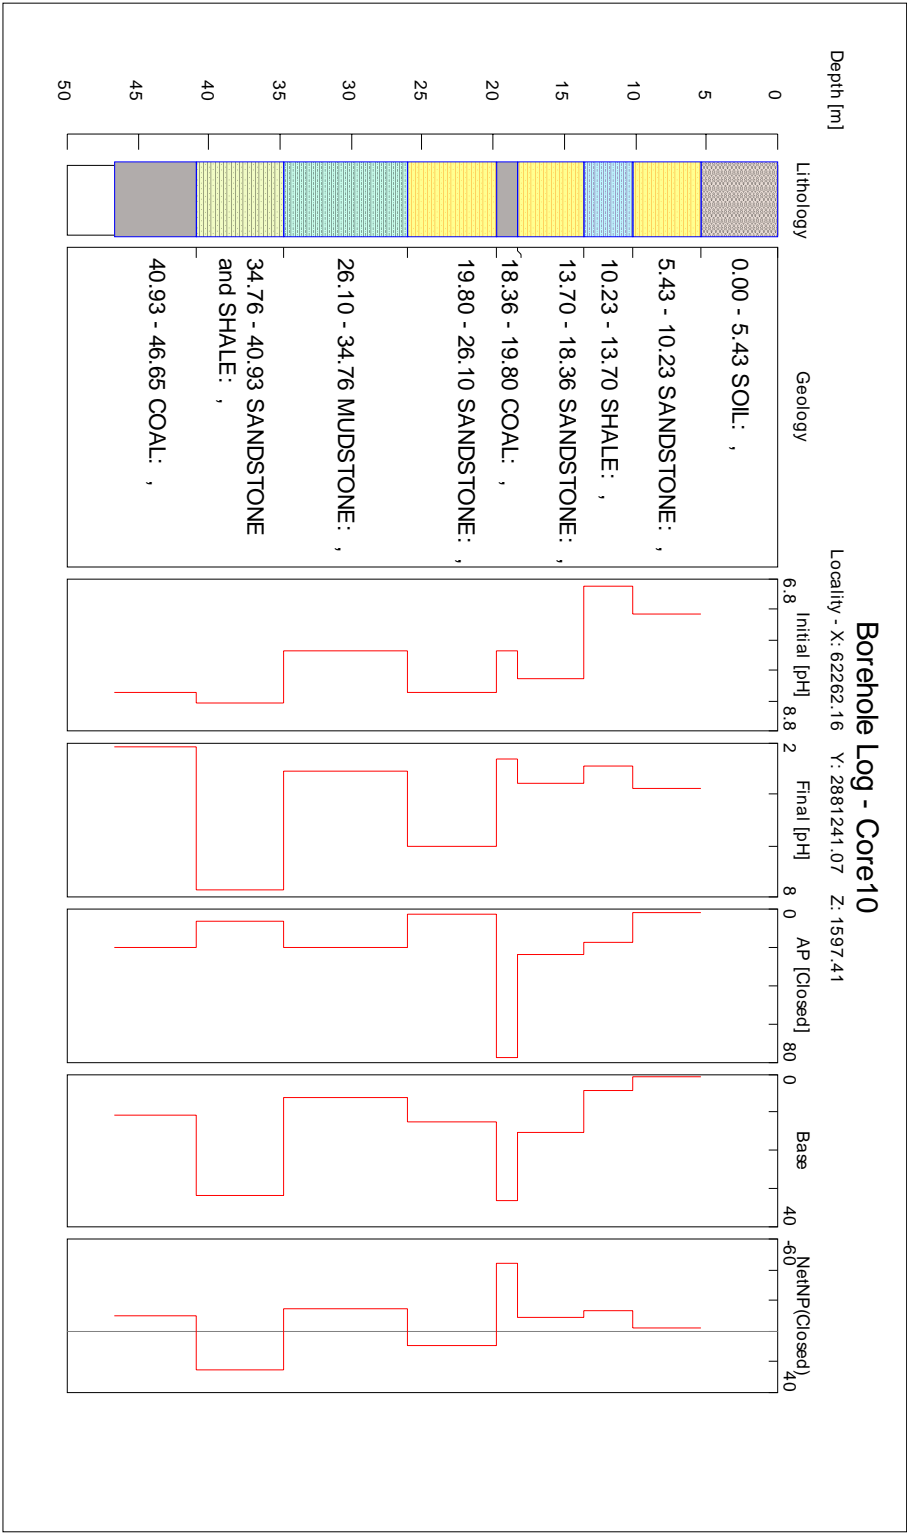 Borehole Log - Core10
Locality - X: 62262.16 Y: 2881241.07 Z: 1597.41
Depth [m]
Lithology
Geology
Initial [pH]
Final [pH]
AP [Closed]
Base
NetNP(Closed)
6.8
8.8
2
8
0
80
0
40
-60
40
0
5
10
15
20
25
30
35
40
45
50
0.00 - 5.43 SOIL: ,
5.43 - 10.23 SANDSTONE: ,
10.23 - 13.70 SHALE: ,
13.70 - 18.36 SANDSTONE: ,
18.36 - 19.80 COAL: ,
19.80 - 26.10 SANDSTONE: ,
26.10 - 34.76 MUDSTONE: ,
34.76 - 40.93 SANDSTONE
and SHALE: ,
40.93 - 46.65 COAL: ,